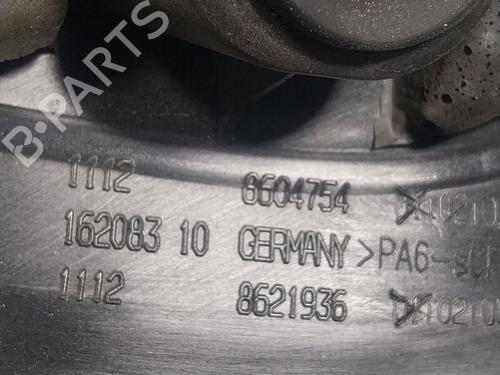 B-PARTS
1112 8604754
162083 10 GERMANY >PA6-
1112 8621936